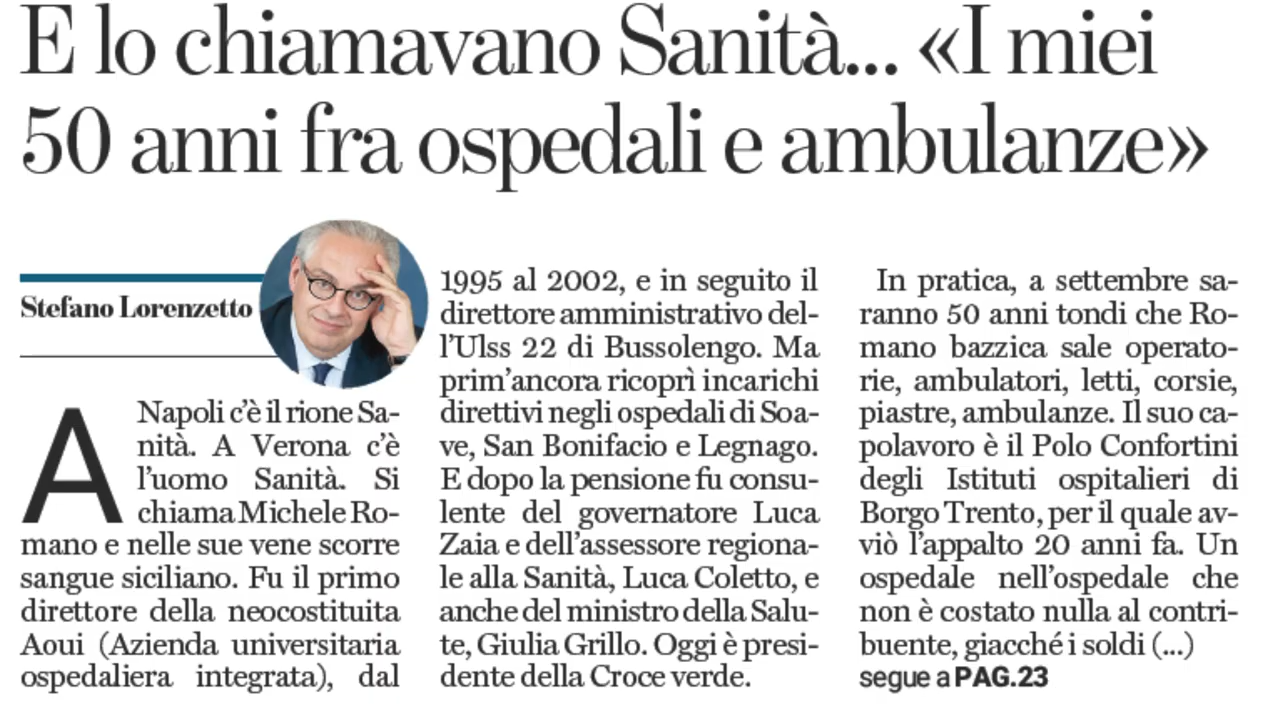 E lo chiamavano Sanità... «I miei
50 anni fra ospedali e ambulanze»
Stefano Lorenzetto
A Napoli c'è il rione Sa-
nità. A Verona c'è
l'uomo Sanità. Si
chiama Michele Ro-
mano e nelle sue vene scorre
sangue siciliano. Fu il primo
direttore della neocostituita
Aoui (Azienda universitaria
ospedaliera integrata), dal
1995 al 2002, e in seguito il
direttore amministrativo del-
l'Ulss 22 di Bussolengo. Ma
prim'ancora ricoprì incarichi
direttivi negli ospedali di Soa-
ve, San Bonifacio e Legnago.
E dopo la pensione fu consu-
lente del governatore Luca
Zaia e dell'assessore regiona-
le alla Sanità, Luca Coletto, e
anche del ministro della Salu-
te, Giulia Grillo. Oggi è presi-
dente della Croce verde.
In pratica, a settembre sa-
ranno 50 anni tondi che Ro-
mano bazzica sale operato-
rie, ambulatori, letti, corsie,
piastre, ambulanze. Il suo ca-
polavoro è il Polo Confortini
degli Istituti ospitalieri di
Borgo Trento, per il quale av-
viò l'appalto 20 anni fa. Un
ospedale nell'ospedale che
non è costato nulla al contri-
buente, giacché i soldi (...)
segue a PAG.23